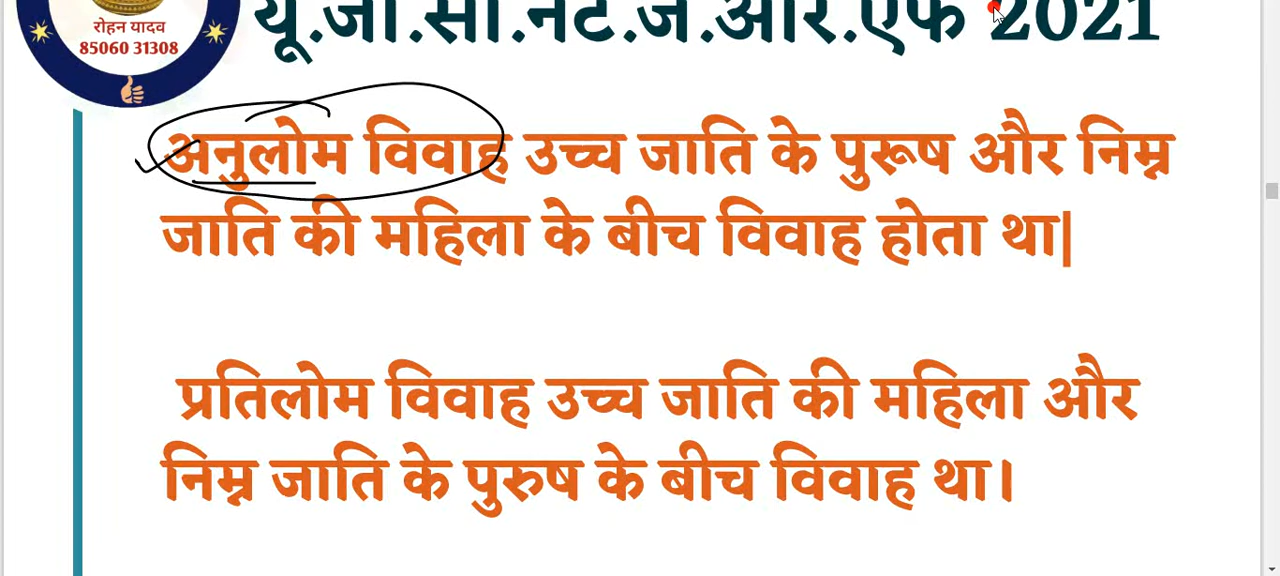 रोहन यादव
85060 31308
यू.जी.सी.नेट.जे.आर.एफ 2021
अनुलोम विवाह उच्च जाति के पुरूष और निम्न
जाति की महिला के बीच विवाह होता था|
प्रतिलोम विवाह उच्च जाति की महिला और
निम्न जाति के पुरुष के बीच विवाह था।